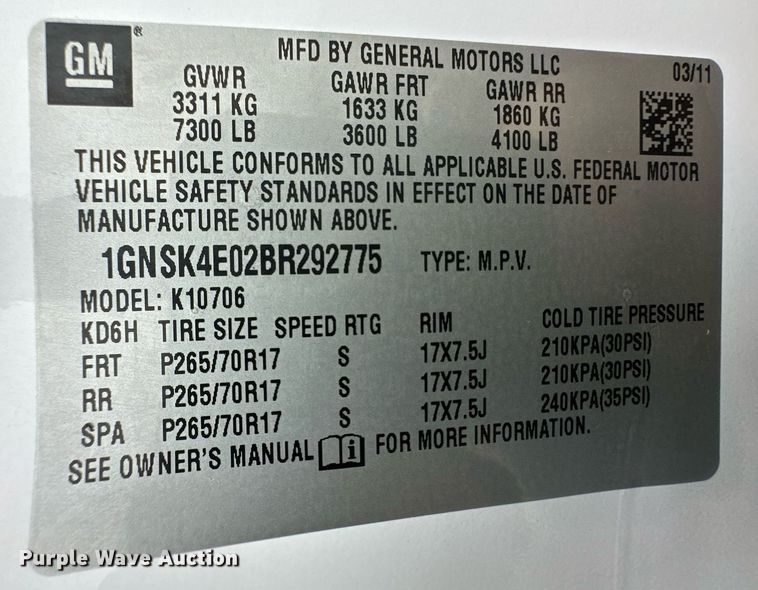 GM®
MFD BY GENERAL MOTORS LLC
03/11
GVWR GAWR FRT GAWR RR
3311 KG 1633 KG 1860 KG
7300 LB 3600 LB 4100 LB
THIS VEHICLE CONFORMS TO ALL APPLICABLE U.S. FEDERAL MOTOR
VEHICLE SAFETY STANDARDS IN EFFECT ON THE DATE OF
MANUFACTURE SHOWN ABOVE.
1GNSK4E02BR292775 TYPE: M.P.V.
MODEL: K10706
KD6H TIRE SIZE SPEED RTG RIM COLD TIRE PRESSURE
FRT P265/70R17 S 17X7.5J 210KPA(30PSI)
RR P265/70R17 S 17X7.5J 210KPA(30PSI)
SPA P265/70R17 S 17X7.5J 240KPA(35PSI)
SEE OWNER'S MANUAL i FOR MORE INFORMATION.
Purple Wave Auction